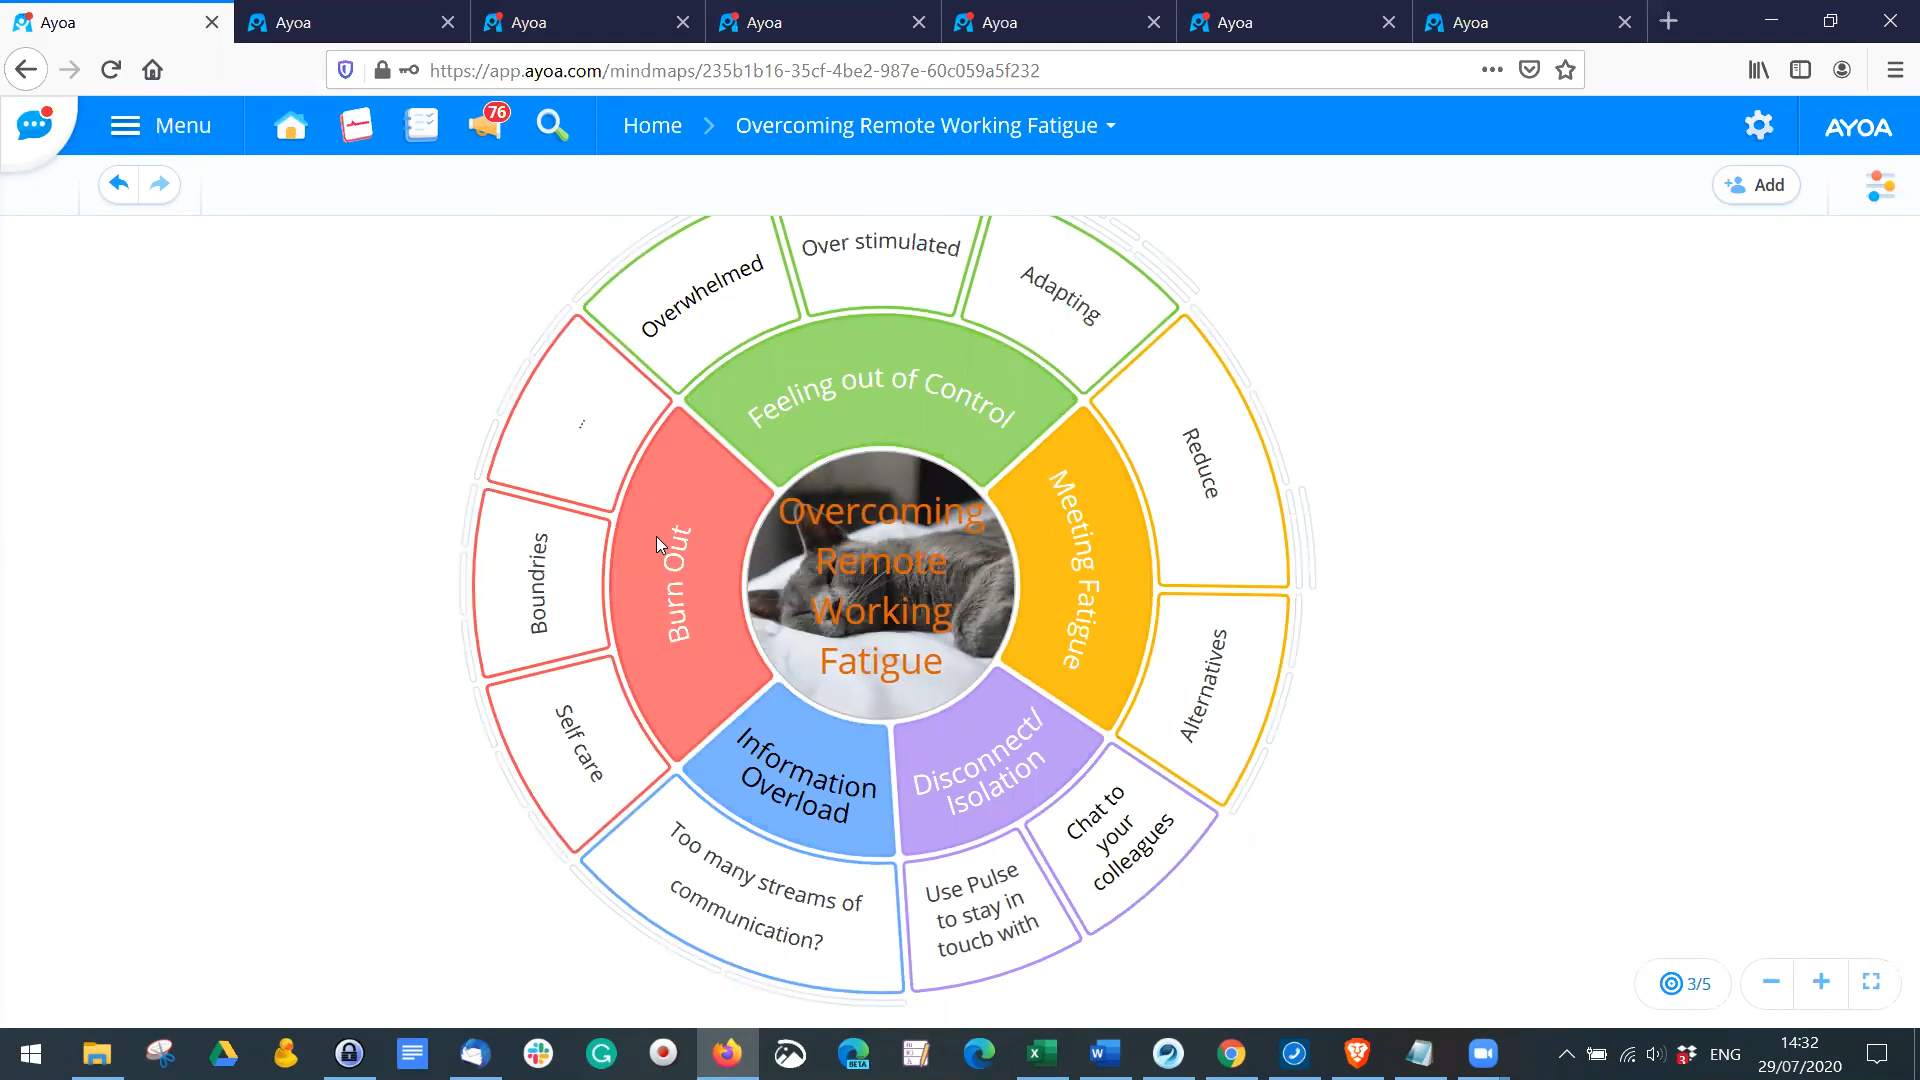 Ayoa
Ayoa
Ayoa
Ayoa
Ayoa
Ayoa
Ayoa
https://app.ayoa.com/mindmaps/235b1b16-35cf-4be2-987e-60c059a5f232
Menu
76
Home
Overcoming Remote Working Fatigue
AYOA
Add
Overwhelmed
Over stimulated
Adapting
Feeling out of Control
Reduce
Meeting Fatigue
Alternatives
Overcoming
Remote
Working
Fatigue
...
Burn Out
Boundries
Self care
Information
Overload
Too many streams of
communication?
Disconnect/
Isolation
Chat to
your
colleagues
Use Pulse
to stay in
toucb with
3/5
BETA
3
ENG
14:32
29/07/2020